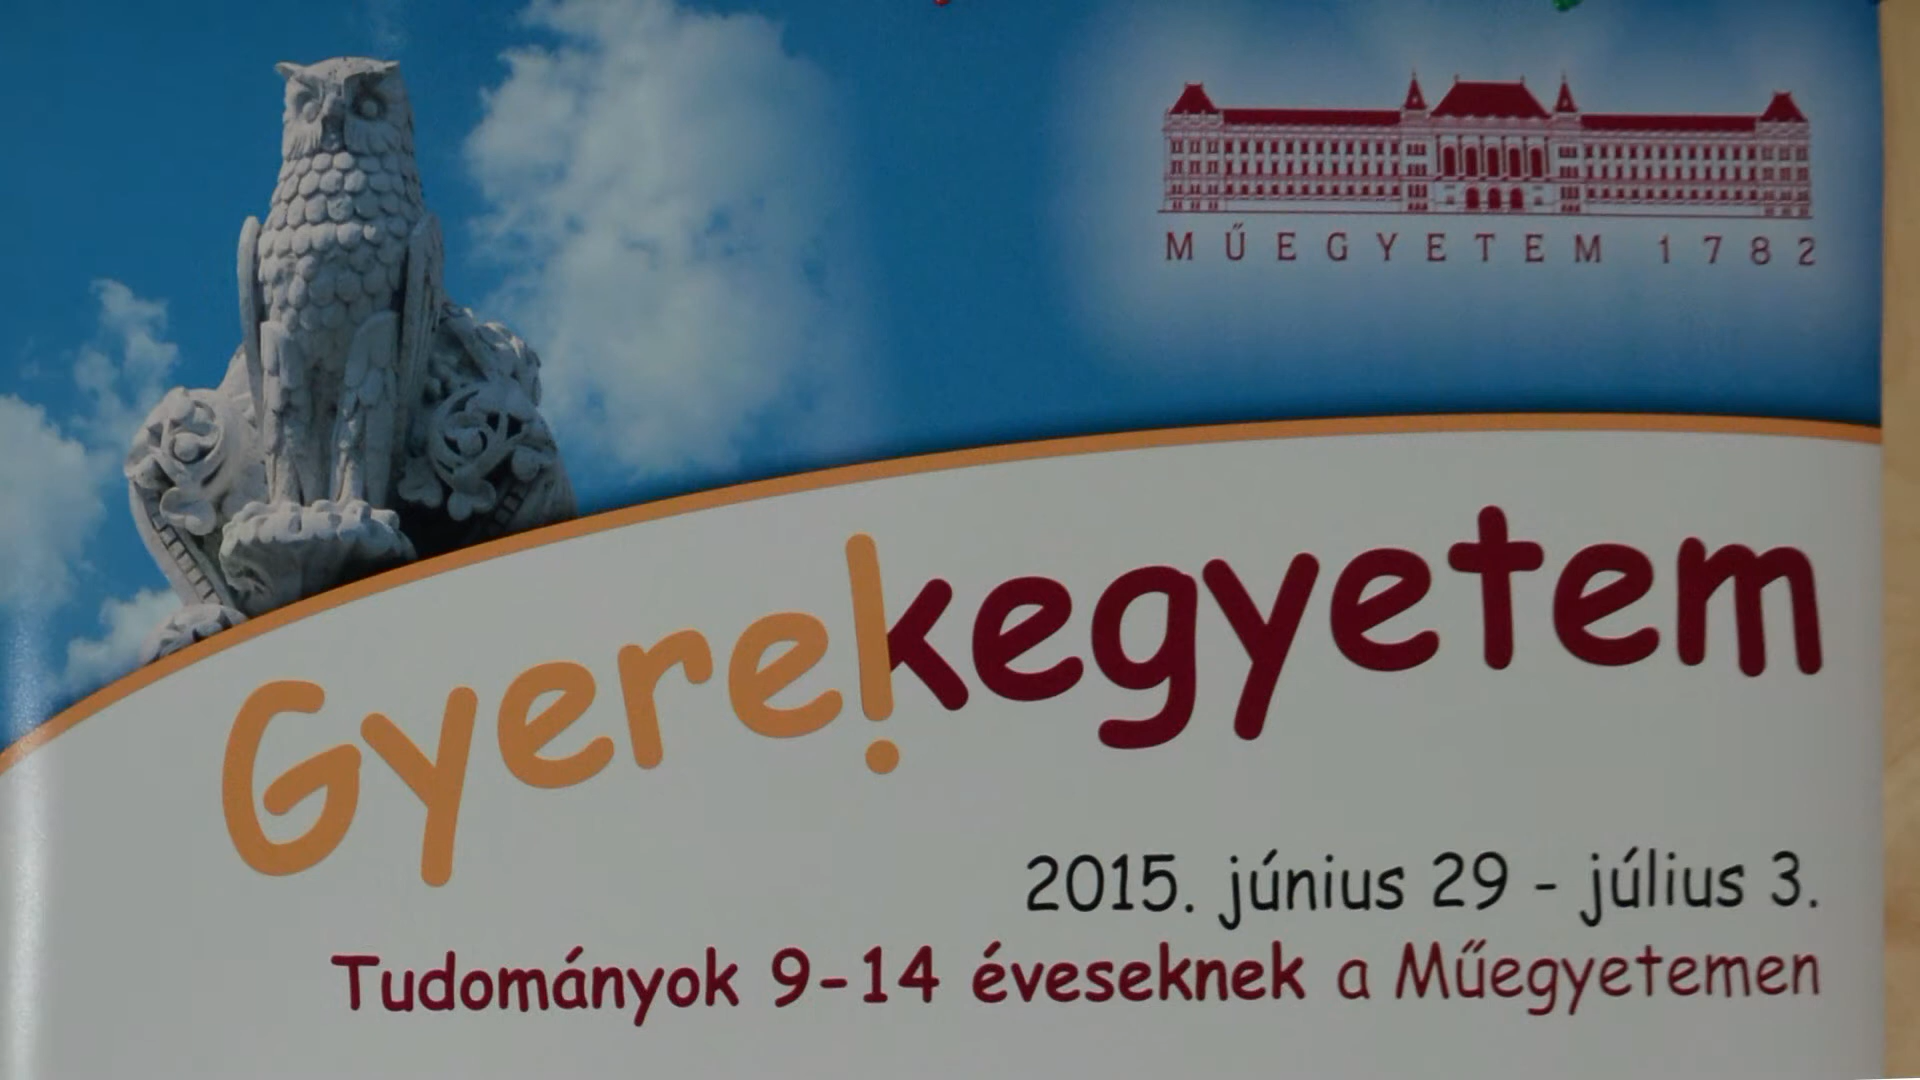 MŰEGYETEM 1782
Gyerekegyetem
2015. június 29 - július 3.
Tudományok 9-14 éveseknek a Műegyetemen